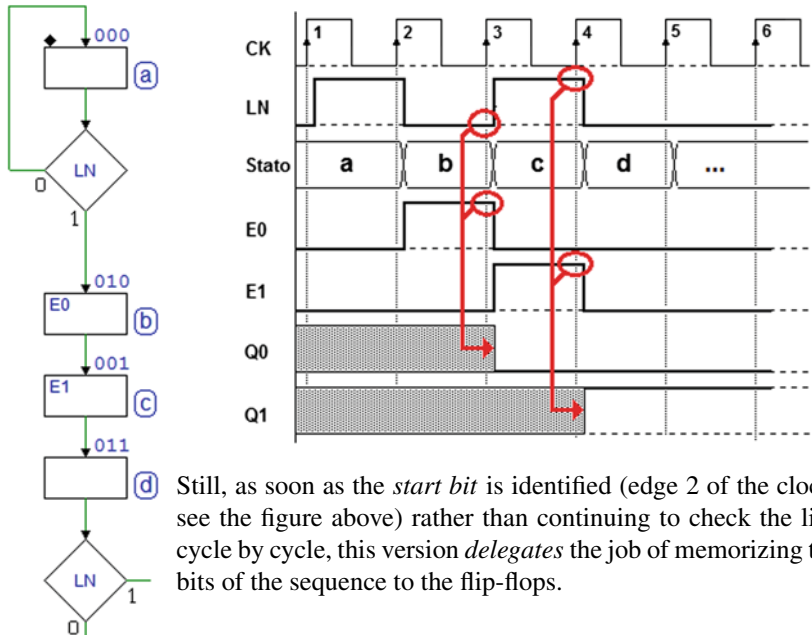 000
a
LN
0
1
010
E0
b
001
E1
c
011
d
LN
1
0
CK
1 2 3 4 5 6
LN
Stato a b c d ...
E0
E1
Q0
Q1
Still, as soon as the start bit is identified (edge 2 of the
see the figure above) rather than continuing to check the
cycle by cycle, this version delegates the job of memorizing
bits of the sequence to the flip-flops.